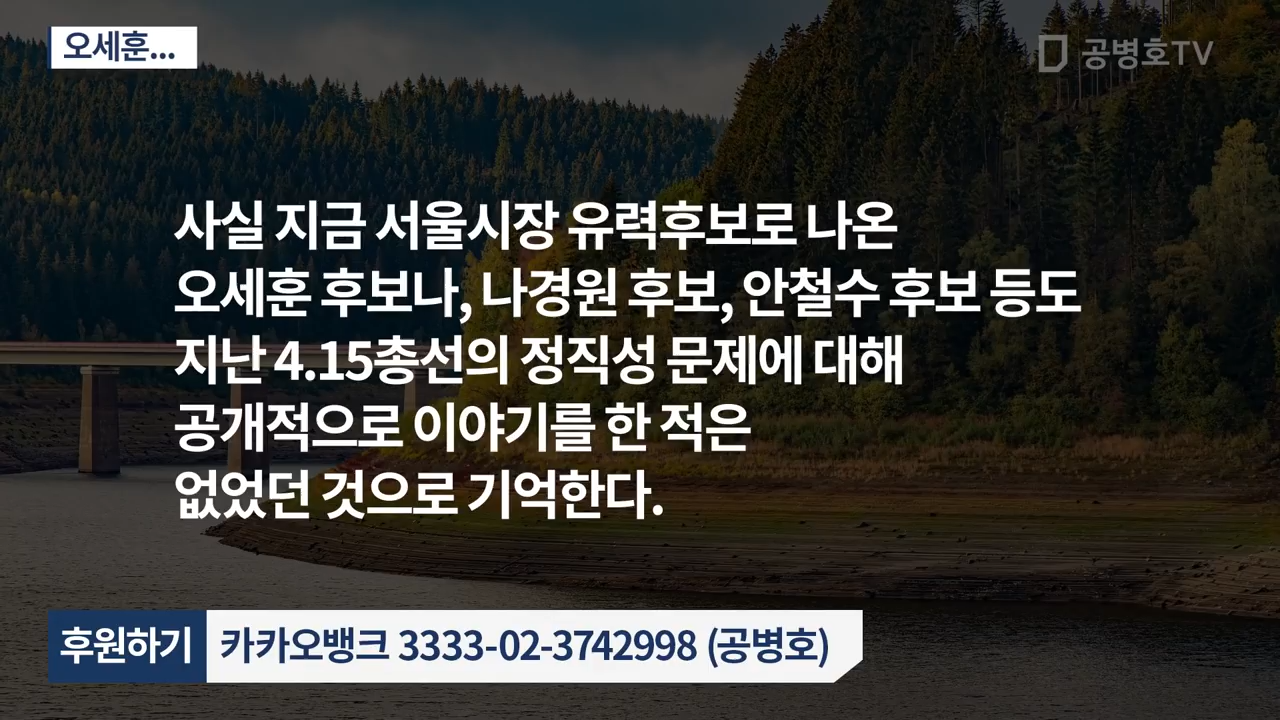 오세훈...
공병호TV
사실 지금 서울시장 유력후보로 나온
오세훈 후보나, 나경원 후보, 안철수 후보 등도
지난 4.15총선의 정직성 문제에 대해
공개적으로 이야기를 한 적은
없었던 것으로 기억한다.
후원하기 카카오뱅크 3333-02-3742998 (공병호)